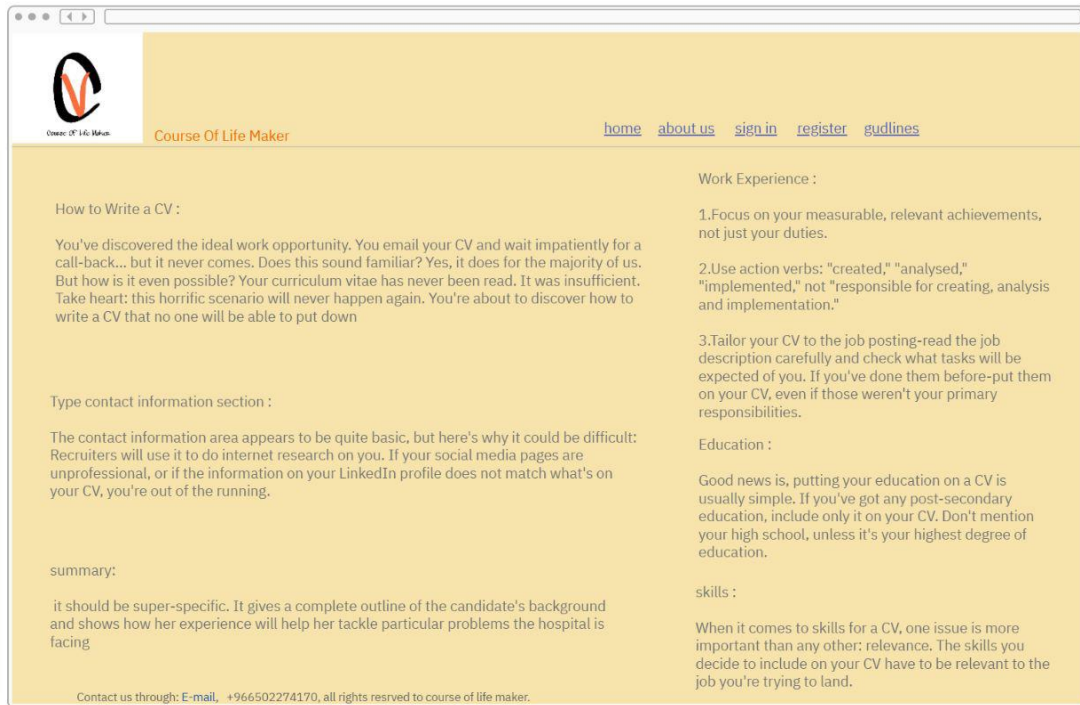 Course Of Life Maker
Course Of Life Maker
home about us sign in register gudlines
How to Write a CV :
You've discovered the ideal work opportunity. You email your CV and wait impatiently for a
call-back... but it never comes. Does this sound familiar? Yes, it does for the majority of us.
But how is it even possible? Your curriculum vitae has never been read. It was insufficient.
Take heart: this horrific scenario will never happen again. You're about to discover how to
write a CV that no one will be able to put down
Type contact information section :
The contact information area appears to be quite basic, but here's why it could be difficult:
Recruiters will use it to do internet research on you. If your social media pages are
unprofessional, or if the information on your LinkedIn profile does not match what's on
your CV, you're out of the running.
summary:
it should be super-specific. It gives a complete outline of the candidate's background
and shows how her experience will help her tackle particular problems the hospital is
facing
Work Experience :
1.Focus on your measurable, relevant achievements,
not just your duties.
2.Use action verbs: "created," "analysed,"
"implemented," not "responsible for creating, analysis
and implementation."
3.Tailor your CV to the job posting-read the job
description carefully and check what tasks will be
expected of you. If you've done them before-put them
on your CV, even if those weren't your primary
responsibilities.
Education :
Good news is, putting your education on a CV is
usually simple. If you've got any post-secondary
education, include only it on your CV. Don't mention
your high school, unless it's your highest degree of
education.
skills :
When it comes to skills for a CV, one issue is more
important than any other: relevance. The skills you
decide to include on your CV have to be relevant to the
job you're trying to land.
Contact us through: E-mail, +966502274170, all rights resrved to course of life maker.